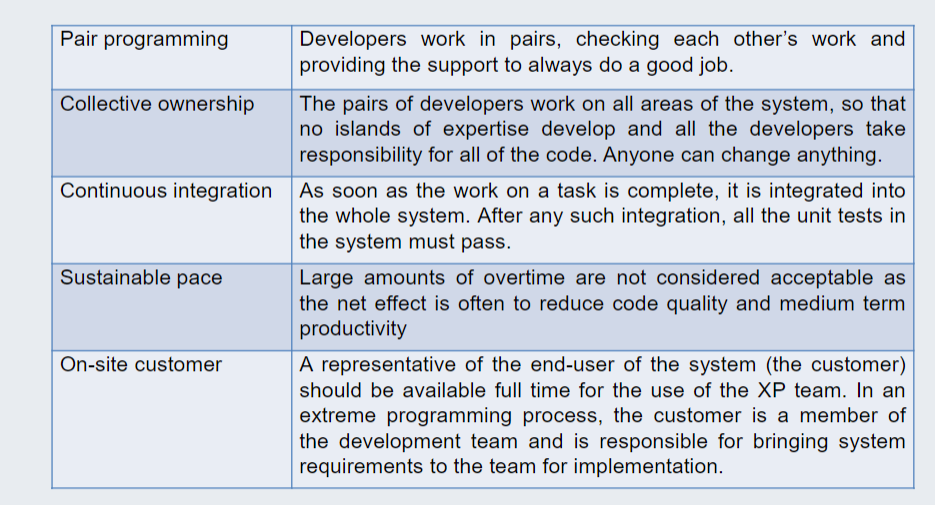 Pair programming
Developers work in pairs, checking each other’s work and
providing the support to always do a good job.
Collective ownership
The pairs of developers work on all areas of the system, so that
no islands of expertise develop and all the developers take
responsibility for all of the code. Anyone can change anything.
Continuous integration
As soon as the work on a task is complete, it is integrated into
the whole system. After any such integration, all the unit tests in
the system must pass.
Sustainable pace
Large amounts of overtime are not considered acceptable as
the net effect is often to reduce code quality and medium term
productivity
On-site customer
A representative of the end-user of the system (the customer)
should be available full time for the use of the XP team. In an
extreme programming process, the customer is a member of
the development team and is responsible for bringing system
requirements to the team for implementation.